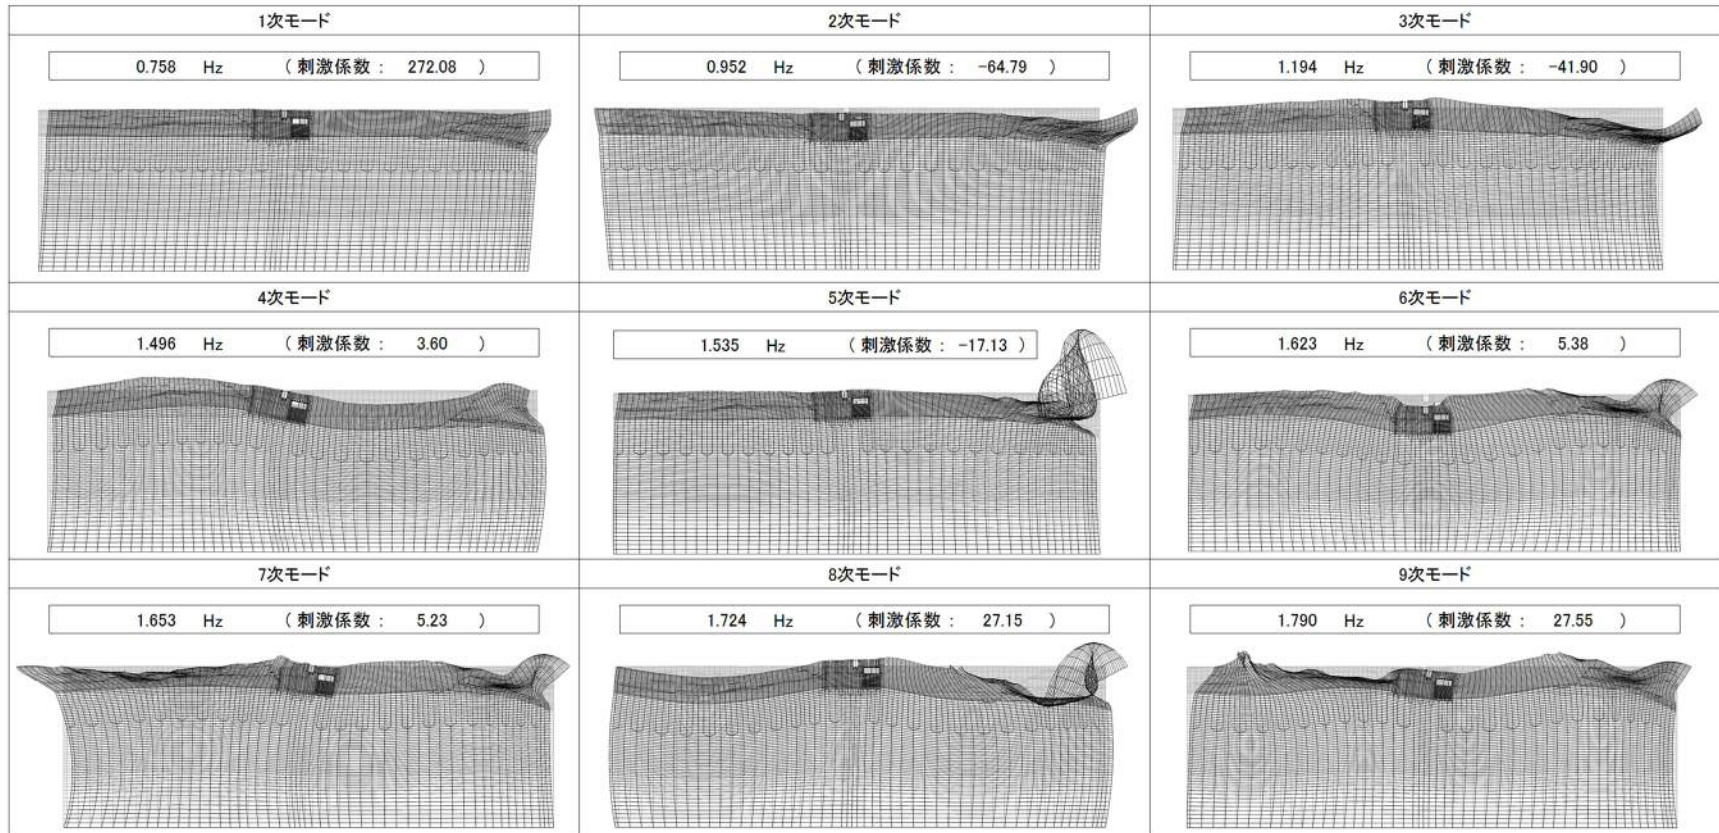 1次モード 2次モード 3次モード
0.758 Hz (刺激係数: 272.08 ) 0.952 Hz (刺激係数: -64.79 ) 1.194 Hz (刺激係数: -41.90 )
4次モード 5次モード 6次モード
1.496 Hz (刺激係数: 3.60 ) 1.535 Hz (刺激係数: -17.13 ) 1.623 Hz (刺激係数: 5.38 )
7次モード 8次モード 9次モード
1.653 Hz (刺激係数: 5.23 ) 1.724 Hz (刺激係数: 27.15 ) 1.790 Hz (刺激係数: 27.55 )